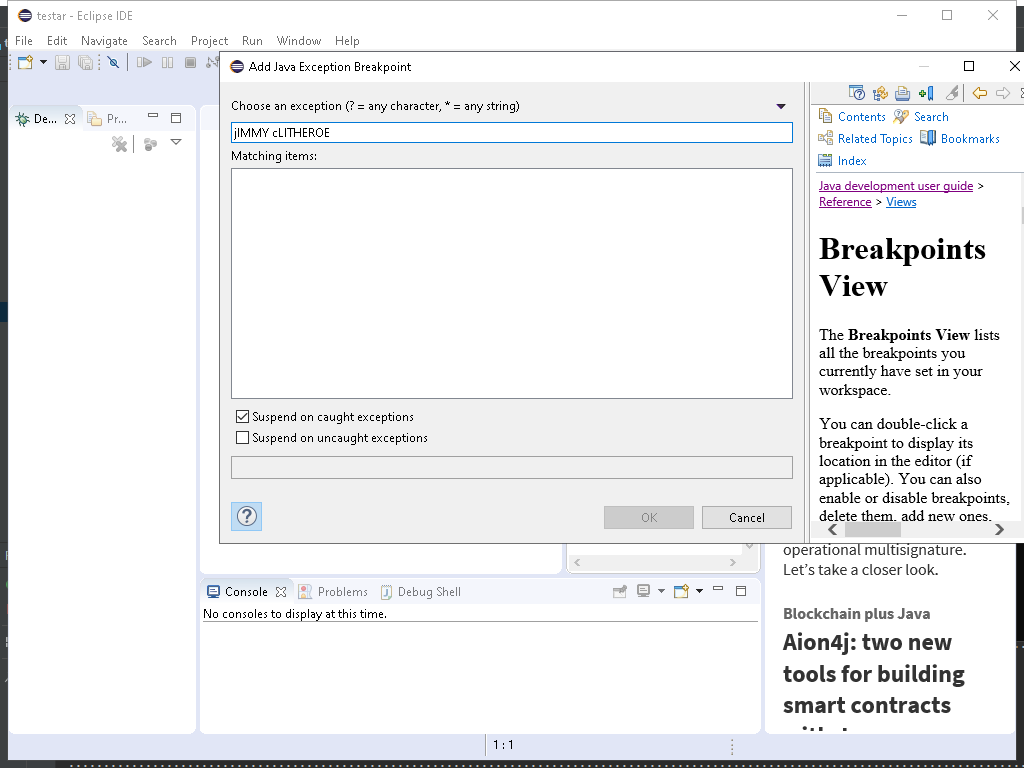 testar - Eclipse IDE
File Edit Navigate Search Project Run Window Help
Add Java Exception Breakpoint
De... Pr...
Choose an exception (? = any character, * = any string)
jIMMY cLITHEROE
Matching items:
Suspend on caught exceptions
Suspend on uncaught exceptions
OK Cancel
Contents Search
Related Topics Bookmarks
Index
Java development user guide >
Reference > Views
Breakpoints
View
The Breakpoints View lists
all the breakpoints you
currently have set in your
workspace.
You can double-click a
breakpoint to display its
location in the editor (if
applicable). You can also
enable or disable breakpoints,
delete them, add new ones,
operational multisignature.
Let's take a closer look.
Blockchain plus Java
Aion4j: two new
tools for building
smart contracts
Console Problems Debug Shell
No consoles to display at this time.
1 : 1